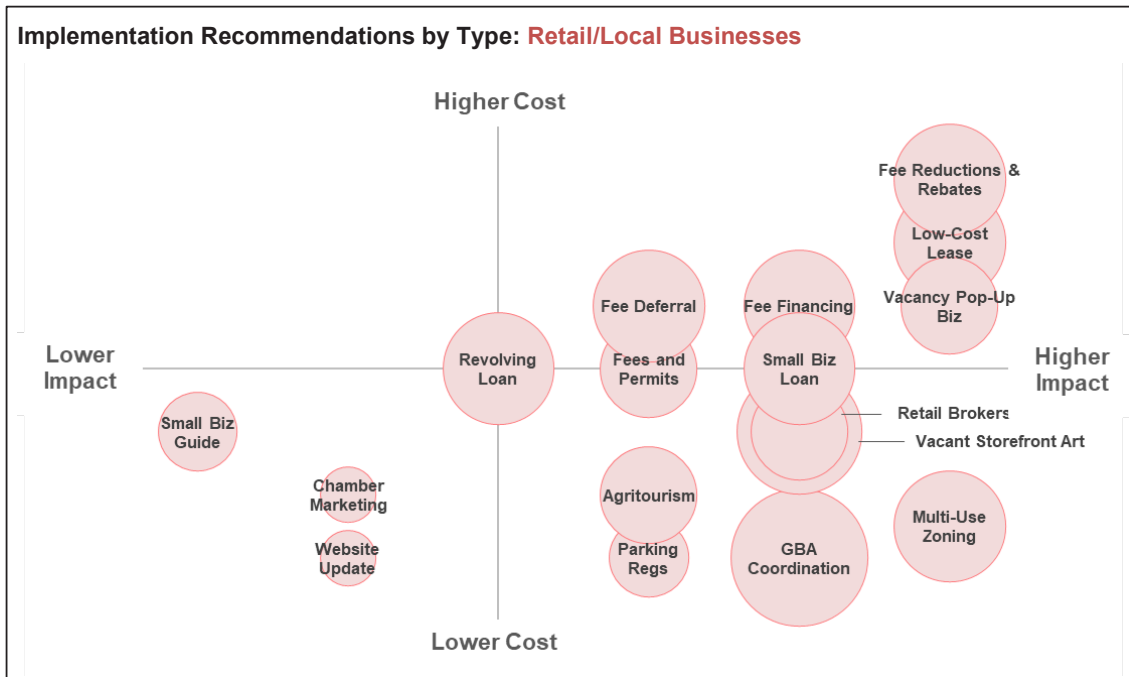 Implementation Recommendations by Type: Retail/Local Businesses
Higher Cost
Fee Reductions &
Rebates
Low-Cost
Lease
Vacancy Pop-Up
Biz
Fee Deferral
Fee Financing
Lower
Impact
Revolving
Loan
Fees and
Permits
Small Biz
Loan
Higher
Impact
Small Biz
Guide
Retail Brokers
Vacant Storefront Art
Chamber
Marketing
Agritourism
Multi-Use
Zoning
Website
Update
Parking
Regs
GBA
Coordination
Lower Cost